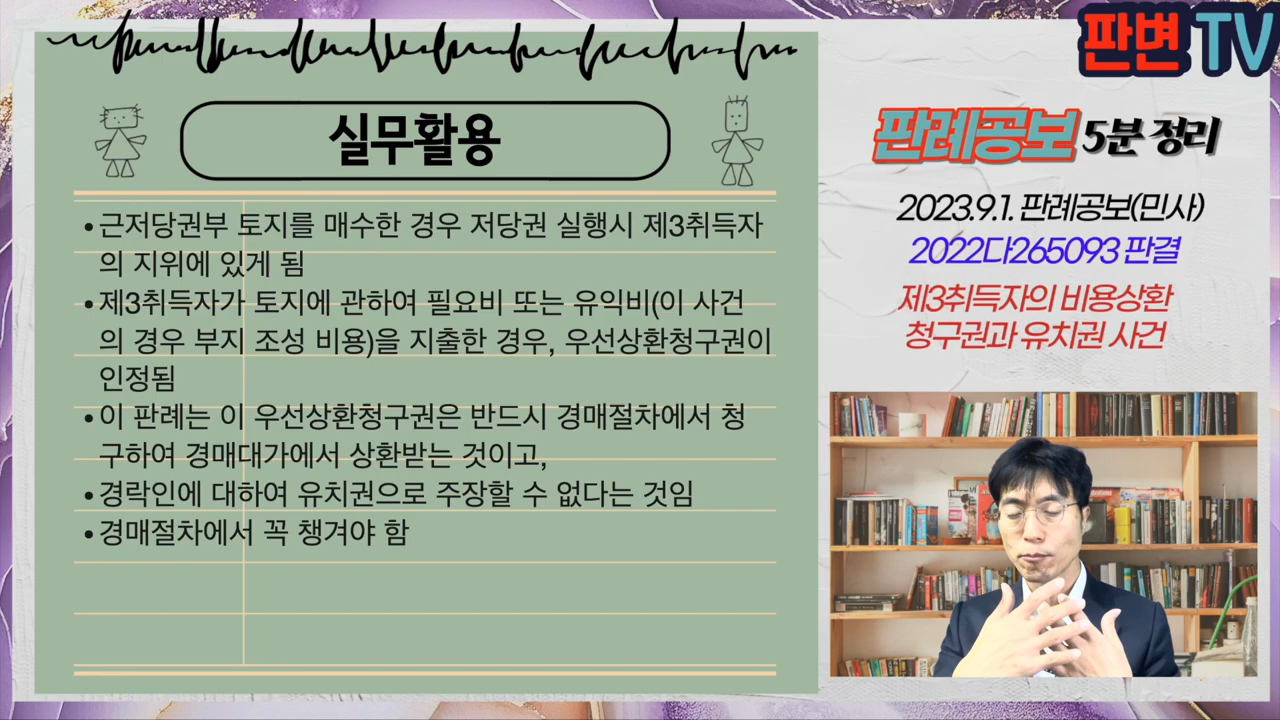 판변 TV
실무활용
• 근저당권부 토지를 매수한 경우 저당권 실행시 제3취득자
의 지위에 있게 됨
• 제3취득자가 토지에 관하여 필요비 또는 유익비(이 사건
의 경우 부지 조성 비용)을 지출한 경우, 우선상환청구권이
인정됨
• 이 판례는 이 우선상환청구권은 반드시 경매절차에서 청
구하여 경매대가에서 상환받는 것이고,
• 경락인에 대하여 유치권으로 주장할 수 없다는 것임
• 경매절차에서 꼭 챙겨야 함
판례공보 5분 정리
2023.9.1. 판례공보(민사)
2022다265093 판결
제3취득자의 비용상환
청구권과 유치권 사건